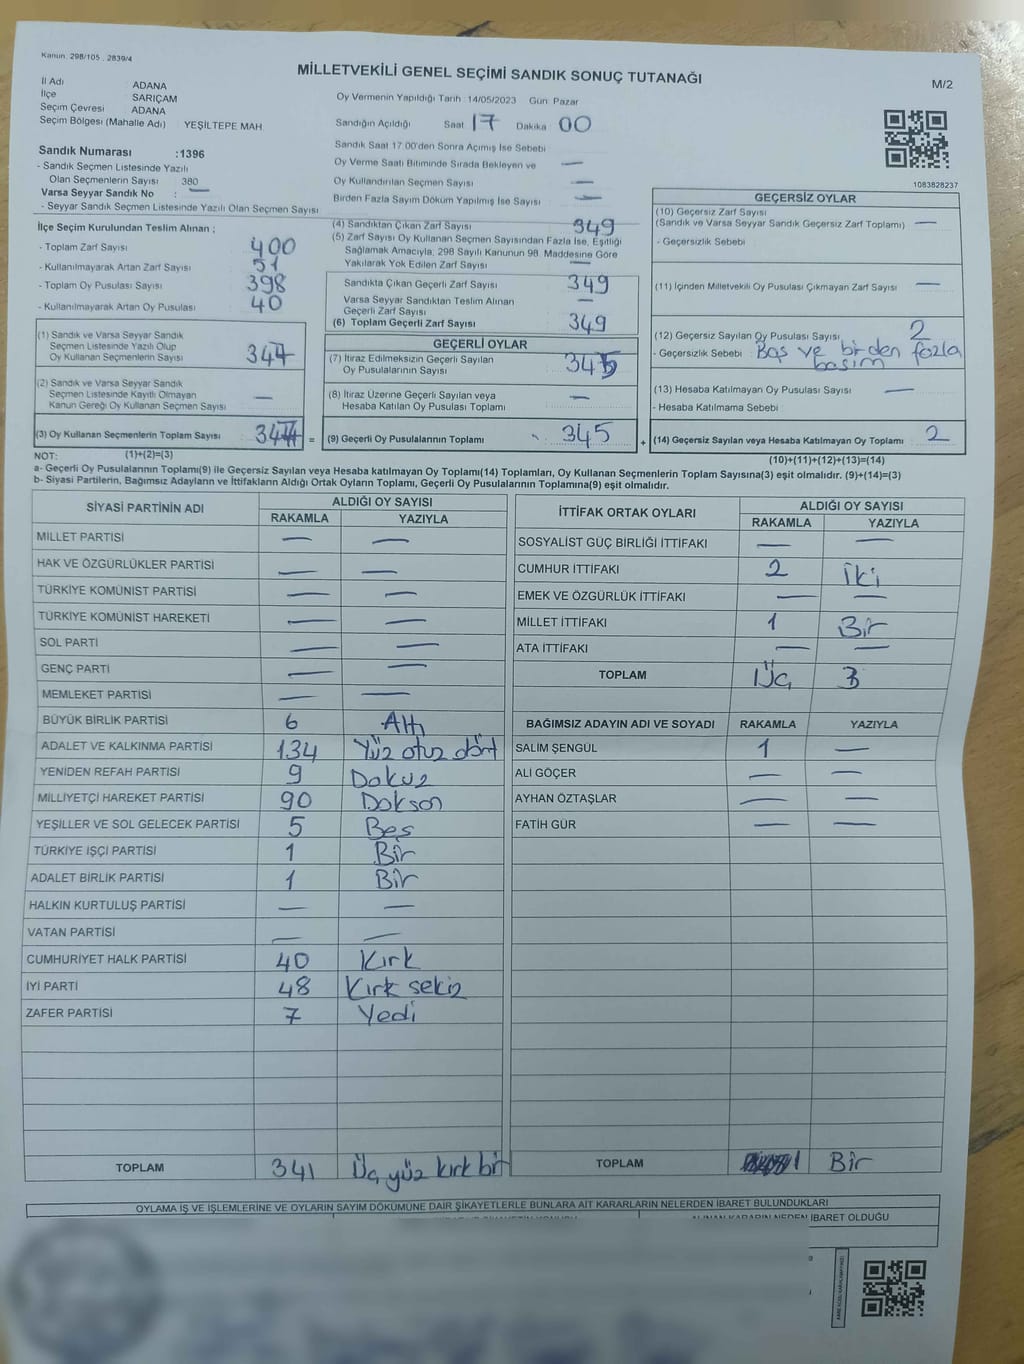 Kanun: 298/105 . 2839/4
MİLLETVEKİLİ GENEL SEÇİMİ SANDIK SONUÇ TUTANAĞI
M/2
İl Adı ADANA
İlçe : SARIÇAM
Seçim Çevresi : ADANA
Seçim Bölgesi (Mahalle Adı) : YEŞİLTEPE MAH
Oy Vermenin Yapıldığı Tarih :14/05/2023 Gün: Pazar
Sandığın Açıldığı Saat 17 Dakika 00
Sandık Saat 17:00'den Sonra Açımış İse Sebebi
Oy Verme Saati Bitiminde Sırada Bekleyen ve —
Oy Kullandırılan Seçmen Sayısı —
Birden Fazla Sayım Döküm Yapılmış İse Sayısı —
Sandık Numarası :1396
- Sandık Seçmen Listesinde Yazılı
Olan Seçmenlerin Sayısı : 380
Varsa Seyyar Sandık No : —
- Seyyar Sandık Seçmen Listesinde Yazılı Olan Seçmen Sayısı
1083828237
İlçe Seçim Kurulundan Teslim Alınan ;
- Toplam Zarf Sayısı 400
- Kullanılmayarak Artan Zarf Sayısı 51
- Toplam Oy Pusulası Sayısı 398
- Kullanılmayarak Artan Oy Pusulası 40
(1) Sandık ve Varsa Seyyar Sandık
Seçmen Listesinde Yazılı Olup
Oy Kullanan Seçmenlerin Sayısı 347
(2) Sandık ve Varsa Seyyar Sandık
Seçmen Listesinde Kayıtlı Olmayan
Kanun Gereği Oy Kullanan Seçmen Sayısı —
(3) Oy Kullanan Seçmenlerin Toplam Sayısı =
(4) Sandıktan Çıkan Zarf Sayısı 349
(5) Zarf Sayısı Oy Kullanan Seçmen Sayısından Fazla İse, Eşitliği
Sağlamak Amacıyla, 298 Sayılı Kanunun 98. Maddesine Göre
Yakılarak Yok Edilen Zarf Sayısı —
Sandıkta Çıkan Geçerli Zarf Sayısı 349
Varsa Seyyar Sandıktan Teslim Alınan
Geçerli Zarf Sayısı —
(6) Toplam Geçerli Zarf Sayısı 349
GEÇERLİ OYLAR
(7) İtiraz Edilmeksizin Geçerli Sayılan
Oy Pusulalarının Sayısı 345
(8) İtiraz Üzerine Geçerli Sayılan veya
Hesaba Katılan Oy Pusulası Toplamı —
(9) Geçerli Oy Pusulalarının Toplamı 345 +
GEÇERSİZ OYLAR
(10) Geçersiz Zarf Sayısı
(Sandık ve Varsa Seyyar Sandık Geçersiz Zarf Toplamı) —
- Geçersizlik Sebebi
(11) İçinden Milletvekili Oy Pusulası Çıkmayan Zarf Sayısı —
(12) Geçersiz Sayılan Oy Pusulası Sayısı 2
- Geçersizlik Sebebi Boş ve birden fazla
basım
(13) Hesaba Katılmayan Oy Pusulası Sayısı —
- Hesaba Katılmama Sebebi
(14) Geçersiz Sayılan veya Hesaba Katılmayan Oy Toplamı 2
NOT: (1)+(2)=(3)
(10)+(11)+(12)+(13)=(14)
a- Geçerli Oy Pusulalarının Toplamı(9) ile Geçersiz Sayılan veya Hesaba katılmayan Oy Toplamı(14) Toplamları, Oy Kullanan Seçmenlerin Toplam Sayısına(3) eşit olmalıdır. (9)+(14)=(3)
b- Siyasi Partilerin, Bağımsız Adayların ve İttifakların Aldığı Ortak Oyların Toplamı, Geçerli Oy Pusulalarının Toplamına(9) eşit olmalıdır.
SİYASİ PARTİNİN ADI ALDIĞI OY SAYISI
RAKAMLA YAZIYLA
MİLLET PARTİSİ — —
HAK VE ÖZGÜRLÜKLER PARTİSİ — —
TÜRKİYE KOMÜNİST PARTİSİ — —
TÜRKİYE KOMÜNİST HAREKETİ — —
SOL PARTİ — —
GENÇ PARTİ — —
MEMLEKET PARTİSİ — —
BÜYÜK BİRLİK PARTİSİ 6 Altı
ADALET VE KALKINMA PARTİSİ 134 Yüz otuz dört
YENİDEN REFAH PARTİSİ 9 Dokuz
MİLLİYETÇİ HAREKET PARTİSİ 90 Dokson
YEŞİLLER VE SOL GELECEK PARTİSİ 5 Beş
TÜRKİYE İŞÇİ PARTİSİ 1 Bir
ADALET BİRLİK PARTİSİ 1 Bir
HALKIN KURTULUŞ PARTİSİ — —
VATAN PARTİSİ — —
CUMHURİYET HALK PARTİSİ 40 Kırk
İYİ PARTİ 48 Kırk sekiz
ZAFER PARTİSİ 7 Yedi
TOPLAM 341 Üç yüz kırk bir
İTTİFAK ORTAK OYLARI ALDIĞI OY SAYISI
RAKAMLA YAZIYLA
SOSYALİST GÜÇ BİRLİĞİ İTTİFAKI — —
CUMHUR İTTİFAKI 2 İki
EMEK VE ÖZGÜRLÜK İTTİFAKI — —
MİLLET İTTİFAKI 1 Bir
ATA İTTİFAKI — —
TOPLAM Üç 3
BAĞIMSIZ ADAYIN ADI VE SOYADI RAKAMLA YAZIYLA
SALİM ŞENGÜL 1 —
ALİ GÖÇER — —
AYHAN ÖZTAŞLAR — —
FATİH GÜR — —
TOPLAM 1 Bir
OYLAMA İŞ VE İŞLEMLERİNE VE OYLARIN SAYIM DÖKÜMÜNE DAİR ŞİKAYETLERLE BUNLARA AİT KARARLARIN NELERDEN İBARET BULUNDUKLARI
ALINAN KARARIN NEDEN İBARET OLDUĞU